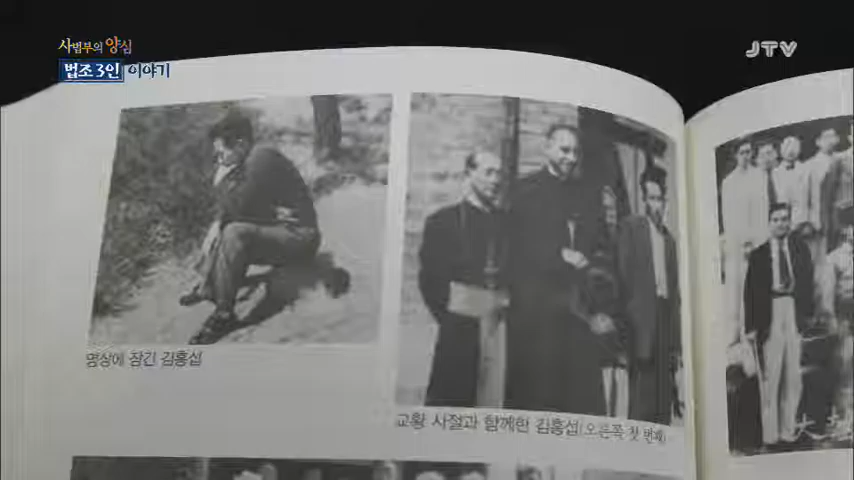 사법부의 양심
법조 3인 이야기
JTV
명상에 잠긴 김홍섭
교황 사절과 함께한 김홍섭(오른쪽 첫 번째)